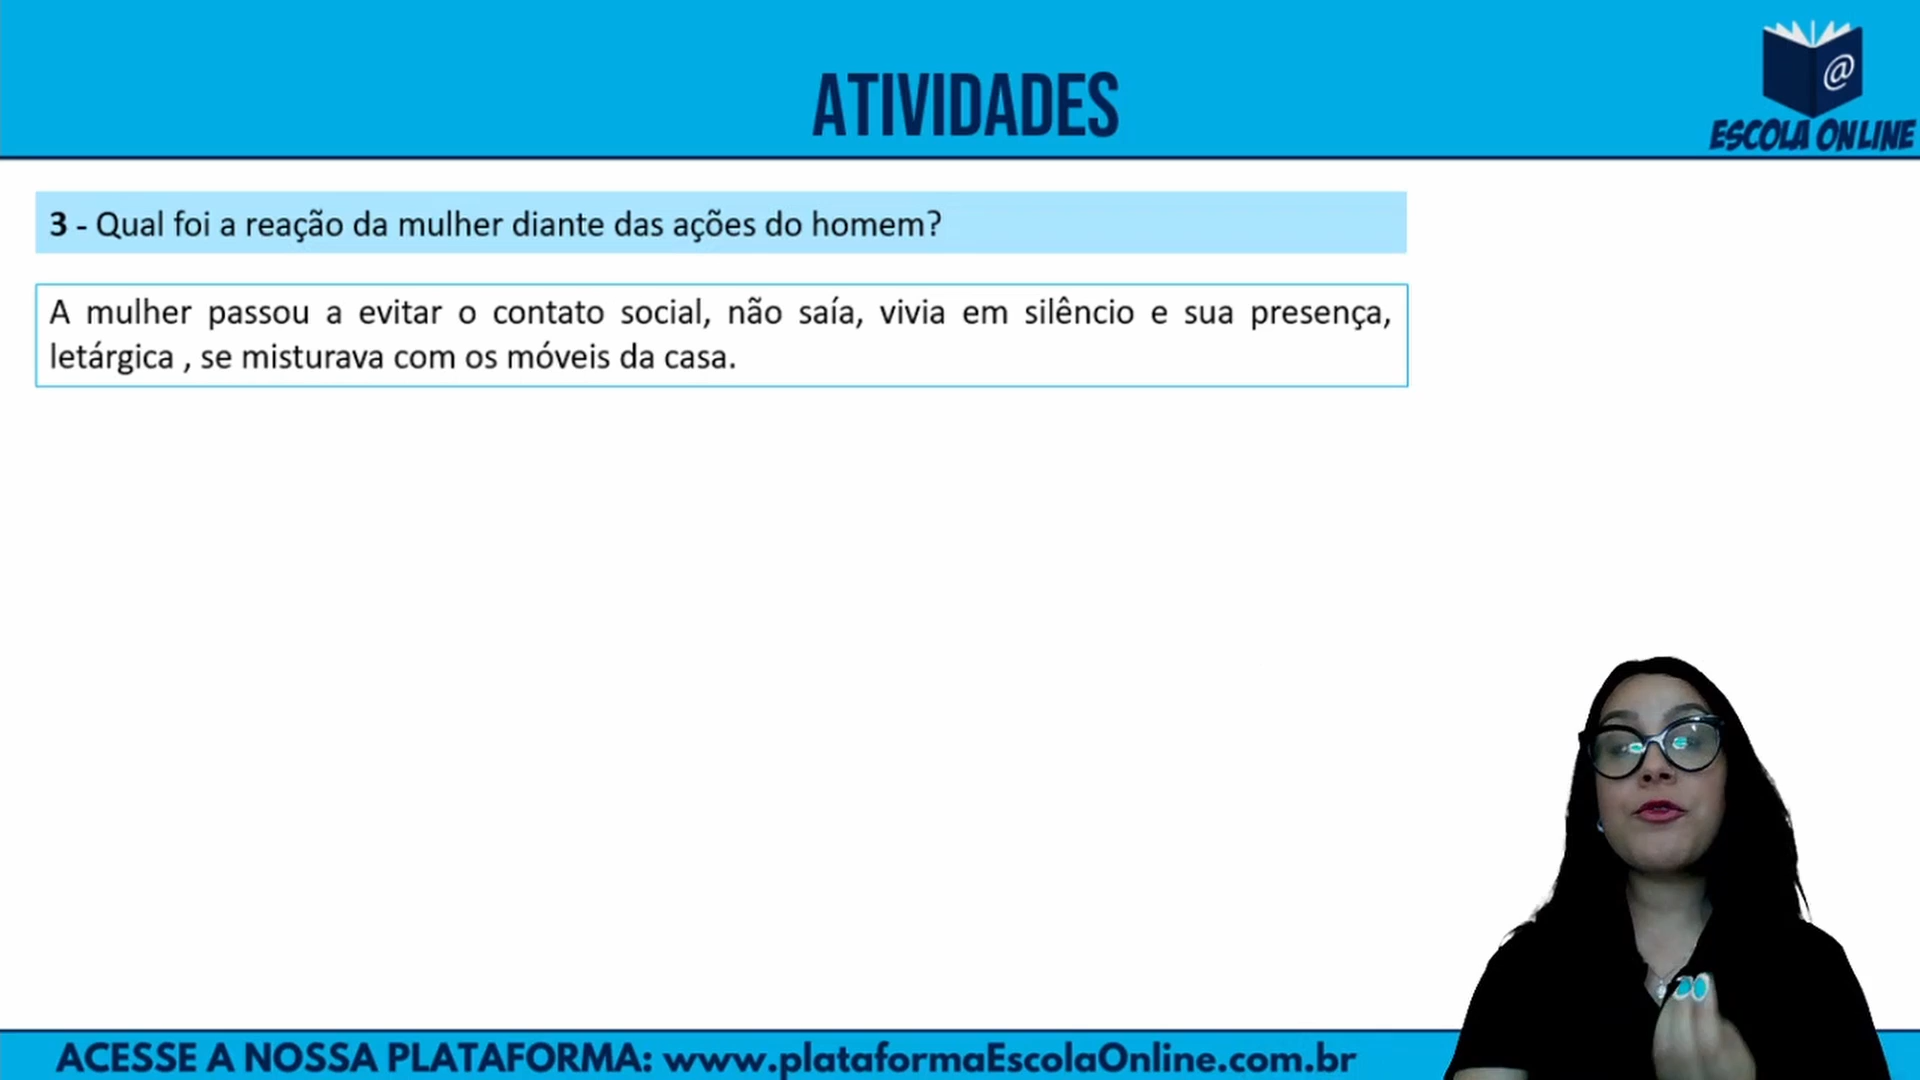 ATIVIDADES
@
ESCOLA ONLINE
3 - Qual foi a reação da mulher diante das ações do homem?
A mulher passou a evitar o contato social, não saía, vivia em silêncio e sua presença,
letárgica , se misturava com os móveis da casa.
ACESSE A NOSSA PLATAFORMA: www.plataformaEscolaOnline.com.br